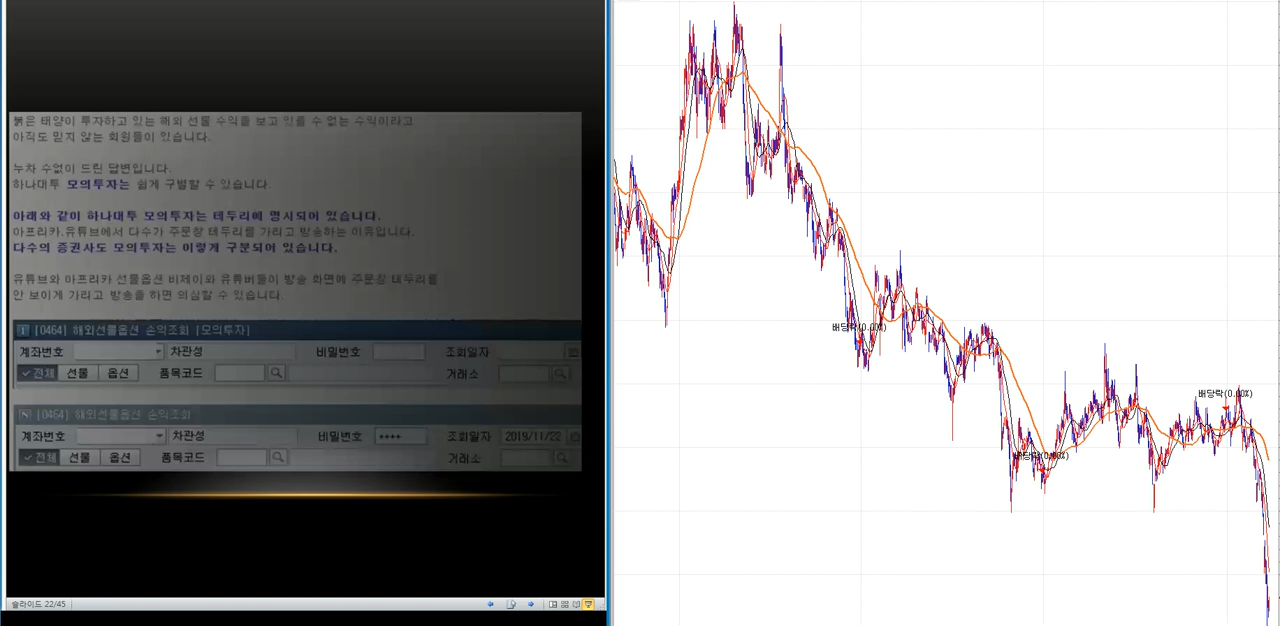 붉은 태양이 투자하고 있는 해외 선물 수익을 보고 있을 수 없는 수익이라고
아직도 믿지 않는 회원들이 있습니다.
누차 수없이 드린 답변입니다.
하나대투 모의투자는 쉽게 구별할 수 있습니다.
아래와 같이 하나대투 모의투자는 테두리에 명시되어 있습니다.
아프리카.유튜브에서 다수가 주문창 테두리를 가리고 방송하는 이유입니다.
다수의 증권사도 모의투자는 이렇게 구분되어 있습니다.
유튜브와 아프리카 선물옵션 비제이와 유튜버들이 방송 화면에 주문창 테두리를
안 보이게 가리고 방송을 하면 의심할 수 있습니다.
[0464] 해외선물옵션 손익조회 [모의투자]
계좌번호 차관성 비밀번호 조회일자
전체 선물 옵션 품목코드 거래소
[0464] 해외선물옵션 손익조회
계좌번호 차관성 비밀번호 **** 조회일자 2019/11/22
전체 선물 옵션 품목코드 거래소
슬라이드 22/45
배당락(0.00%)
배당락(0.00%)
배당락(0.00%)